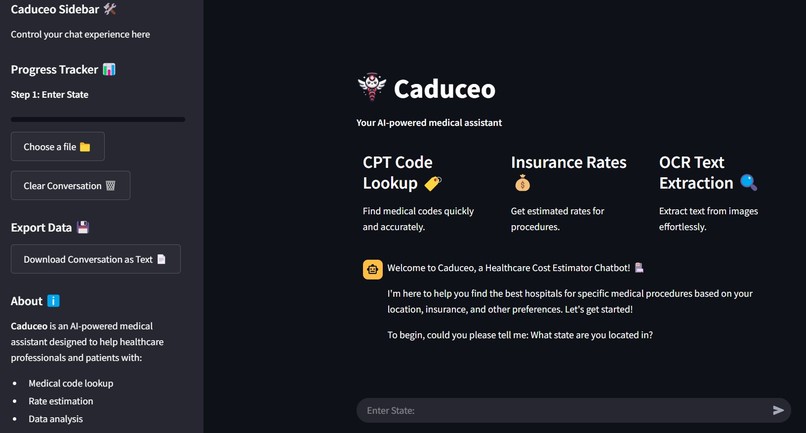 Caduceo Sidebar 🛠️
Control your chat experience here
Progress Tracker 📊
Step 1: Enter State
Choose a file 📁
Clear Conversation 🗑️
Export Data 💾
Download Conversation as Text 📄
About ℹ️
Caduceo is an AI-powered medical
assistant designed to help healthcare
professionals and patients with:
• Medical code lookup
• Rate estimation
• Data analysis
Caduceo
Your AI-powered medical assistant
CPT Code
Lookup 🏷️
Find medical codes quickly
and accurately.
Insurance Rates
💰
Get estimated rates for
procedures.
OCR Text
Extraction 🔍
Extract text from images
effortlessly.
Welcome to Caduceo, a Healthcare Cost Estimator Chatbot! 🏥
I'm here to help you find the best hospitals for specific medical procedures based on your
location, insurance, and other preferences. Let's get started!
To begin, could you please tell me: What state are you located in?
Enter State: